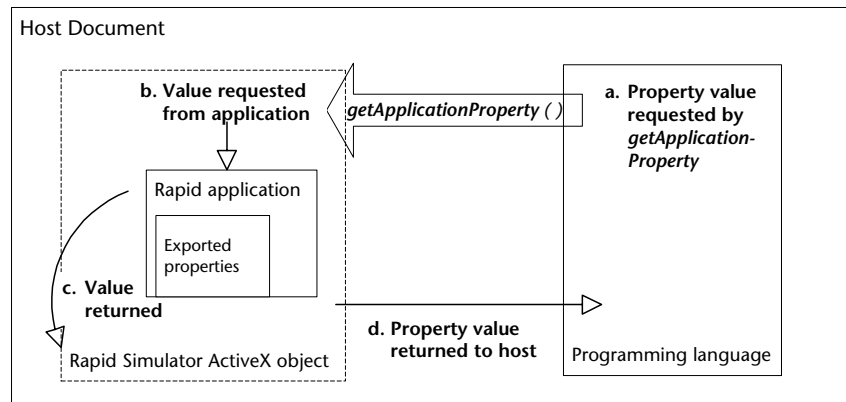 Host Document
b. Value requested
from application
getApplicationProperty ( )
a. Property value
requested by
getApplication-
Property
Rapid application
Exported
properties
c. Value
returned
d. Property value
returned to host
Rapid Simulator ActiveX object
Programming language